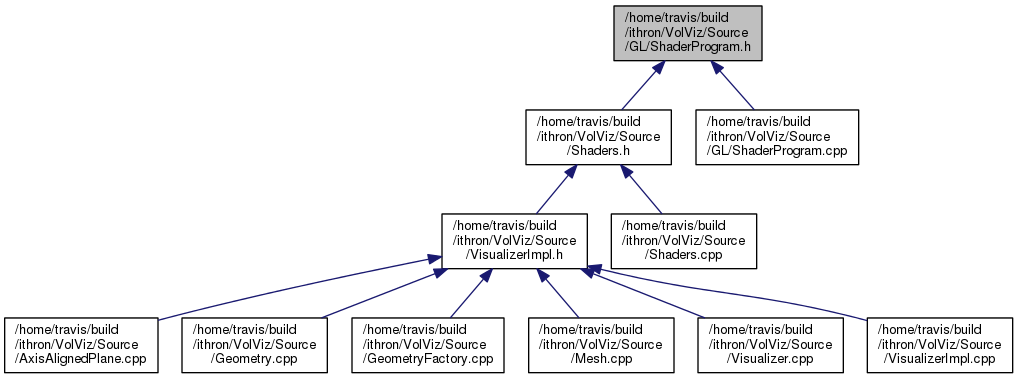 /home/travis/build
/ithron/VolViz/Source
/GL/ShaderProgram.h
/home/travis/build
/ithron/VolViz/Source
/Shaders.h
/home/travis/build
/ithron/VolViz/Source
/GL/ShaderProgram.cpp
/home/travis/build
/ithron/VolViz/Source
/VisualizerImpl.h
/home/travis/build
/ithron/VolViz/Source
/Shaders.cpp
/home/travis/build
/ithron/VolViz/Source
/AxisAlignedPlane.cpp
/home/travis/build
/ithron/VolViz/Source
/Geometry.cpp
/home/travis/build
/ithron/VolViz/Source
/GeometryFactory.cpp
/home/travis/build
/ithron/VolViz/Source
/Mesh.cpp
/home/travis/build
/ithron/VolViz/Source
/Visualizer.cpp
/home/travis/build
/ithron/VolViz/Source
/VisualizerImpl.cpp